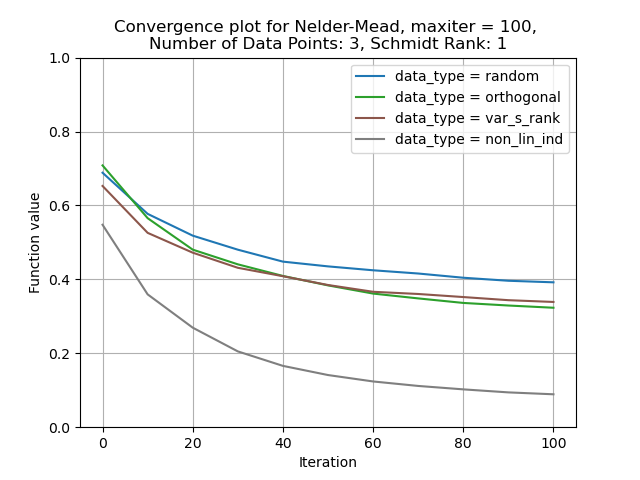 Convergence plot for Nelder-Mead, maxiter = 100,
Number of Data Points: 3, Schmidt Rank: 1
data_type = random
data_type = orthogonal
data_type = var_s_rank
data_type = non_lin_ind
Function value
1.0
0.8
0.6
0.4
0.2
0.0
0 20 40 60 80 100
Iteration